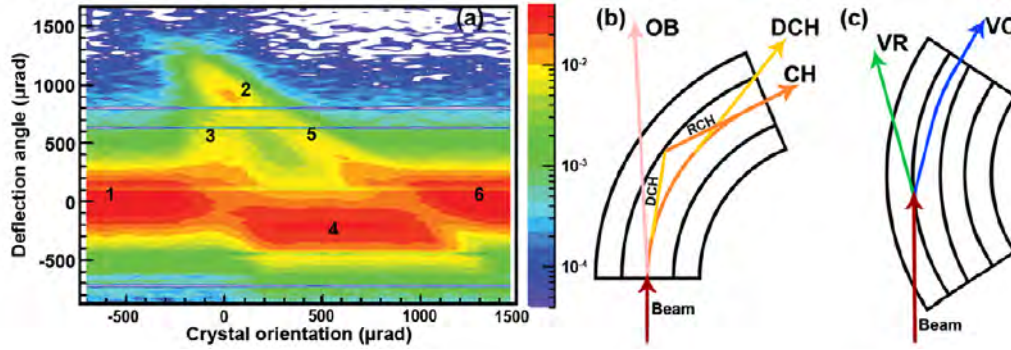 (a)
Deflection angle (μrad)
1500
1000
500
0
-500
1
2
3
4
5
6
-500
0
500
1000
1500
Crystal orientation (μrad)
10⁻²
10⁻³
10⁻⁴
(b)
OB
DCH
CH
RCH
DCH
Beam
(c)
VR
VC
Beam